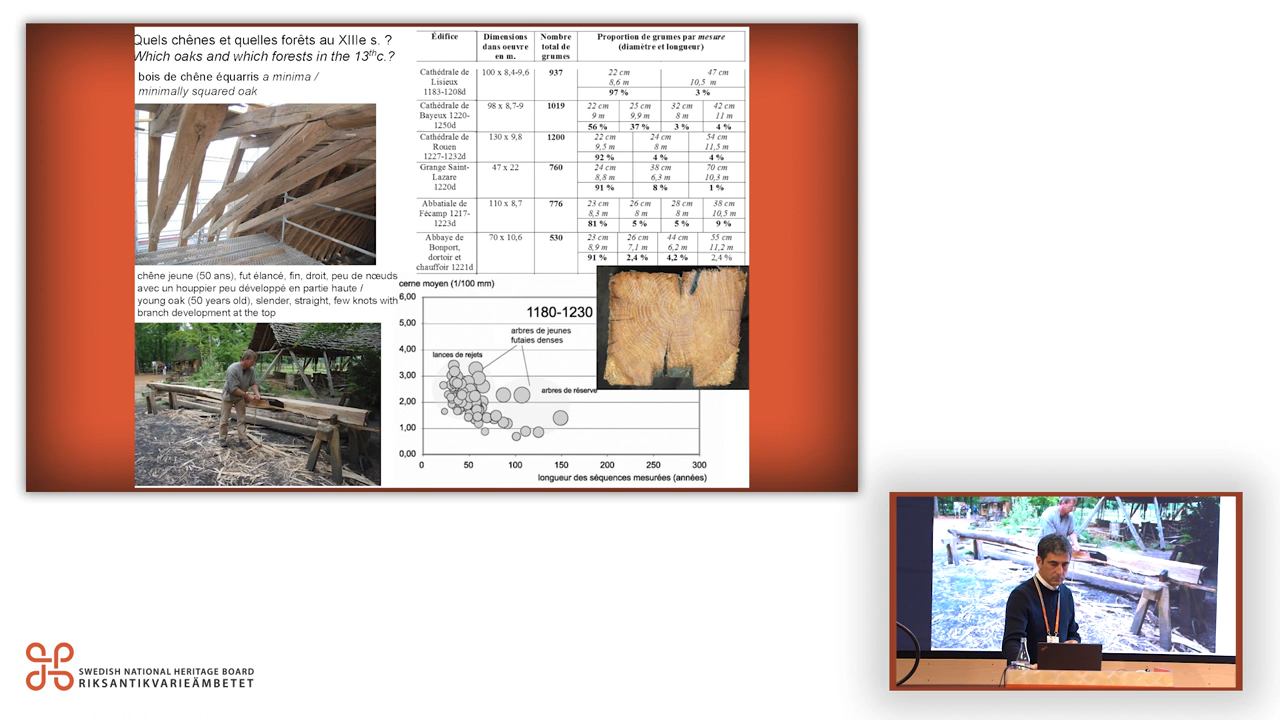 Quels chênes et quelles forêts au XIIIe s. ?
Which oaks and which forests in the 13thc.?
bois de chêne équarris a minima /
minimally squared oak
chêne jeune (50 ans), fut élancé, fin, droit, peu de nœuds
avec un houppier peu développé en partie haute /
young oak (50 years old), slender, straight, few knots with
branch development at the top
Édifice
Dimensions
dans oeuvre
en m.
Nombre
total de
grumes
Proportion de grumes par mesure
(diamètre et longueur)
Cathédrale de
Lisieux
1183-1208d
100 x 8,4-9,6
937
22 cm
8,6 m
97 %
47 cm
10,5 m
3 %
Cathédrale de
Bayeux 1220-
1250d
98 x 8,7-9
1019
22 cm
9 m
56 %
25 cm
9,9 m
37 %
32 cm
8 m
3 %
42 cm
11 m
4 %
Cathédrale de
Rouen
1227-1232d
130 x 9,8
1200
22 cm
9,5 m
92 %
24 cm
8 m
4 %
54 cm
11,5 m
4 %
Grange Saint-
Lazare
1220d
47 x 22
760
24 cm
8,8 m
91 %
38 cm
6,3 m
8 %
70 cm
10,3 m
1 %
Abbatiale de
Fécamp 1217-
1223d
110 x 8,7
776
23 cm
8,3 m
81 %
26 cm
8 m
5 %
28 cm
8 m
5 %
38 cm
10,5 m
9 %
Abbaye de
Bonport,
dortoir et
chauffoir 1221d
70 x 10,6
530
23 cm
8,9 m
91 %
26 cm
7,1 m
2,4 %
44 cm
6,2 m
4,2 %
55 cm
11,2 m
2,4 %
cerne moyen (1/100 mm)
6,00
5,00
4,00
3,00
2,00
1,00
0,00
1180-1230
arbres de jeunes
futaies denses
lances de rejets
arbres de réserve
0
50
100
150
200
250
300
longueur des séquences mesurées (années)
SWEDISH NATIONAL HERITAGE BOARD
RIKSANTIKVARIEÄMBETET